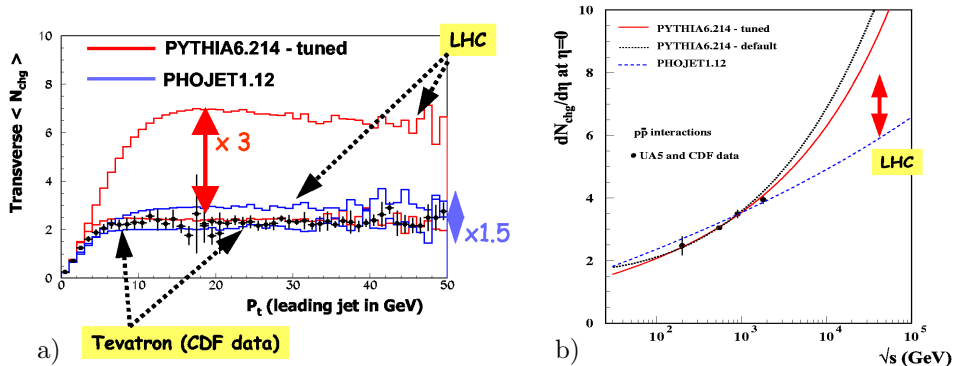 10
8
6
4
2
0
Transverse < N_chg >
PYTHIA6.214 - tuned
PHOJET1.12
LHC
x 3
x1.5
0
10
20
30
40
50
P_t (leading jet in GeV)
Tevatron (CDF data)
a)
10
8
6
4
2
0
dN_chg/dη at η=0
PYTHIA6.214 - tuned
PYTHIA6.214 - default
PHOJET1.12
pp̄ interactions
UA5 and CDF data
LHC
10^2
10^3
10^4
10^5
√s (GeV)
b)